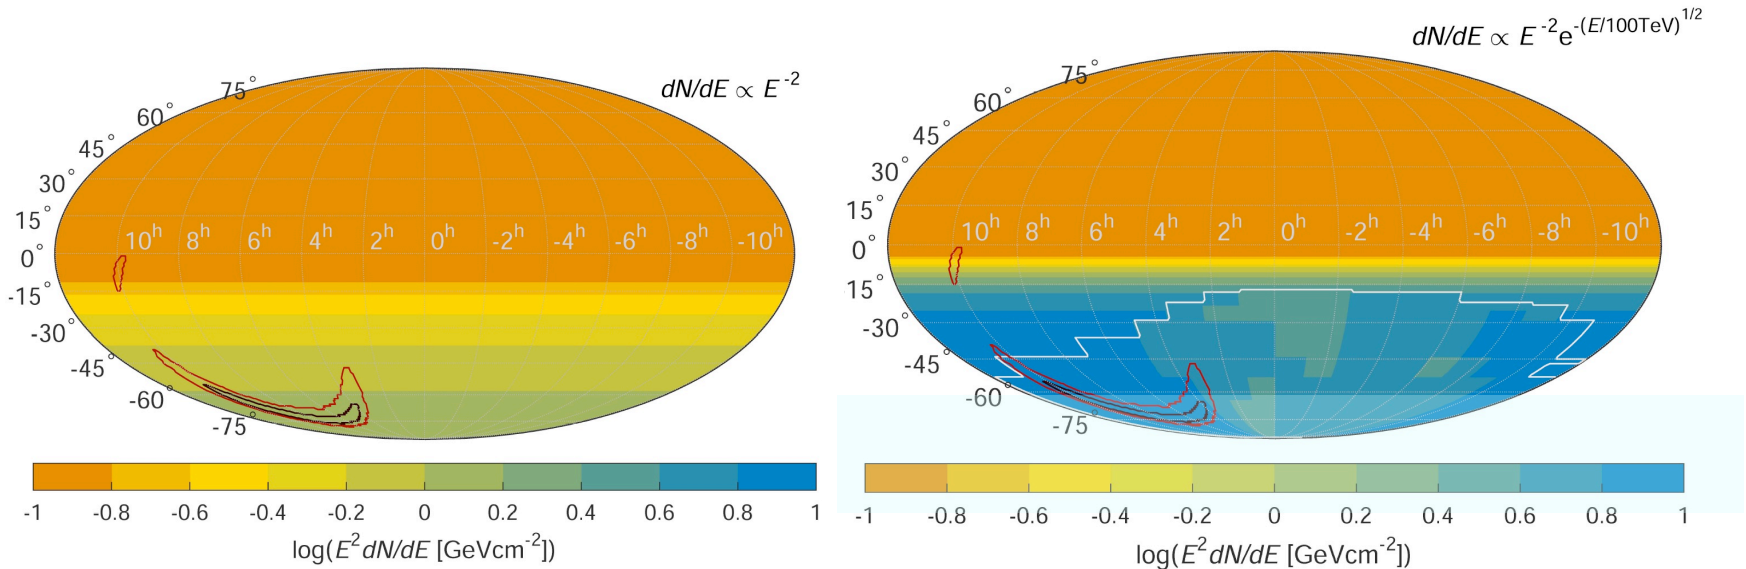 dN/dE ∝ E⁻²
75°
60°
45°
30°
15°
0°
-15°
-30°
-45°
-60°
-75°
10ʰ 8ʰ 6ʰ 4ʰ 2ʰ 0ʰ -2ʰ -4ʰ -6ʰ -8ʰ -10ʰ
-1 -0.8 -0.6 -0.4 -0.2 0 0.2 0.4 0.6 0.8 1
log(E² dN/dE [GeVcm⁻²])
dN/dE ∝ E⁻²e^-(E/100TeV)^1/2
75°
60°
45°
30°
15°
0°
15°
-30°
-45°
-60°
-75°
10ʰ 8ʰ 6ʰ 4ʰ 2ʰ 0ʰ -2ʰ -4ʰ -6ʰ -8ʰ -10ʰ
-1 -0.8 -0.6 -0.4 -0.2 0 0.2 0.4 0.6 0.8 1
log(E² dN/dE [GeVcm⁻²])